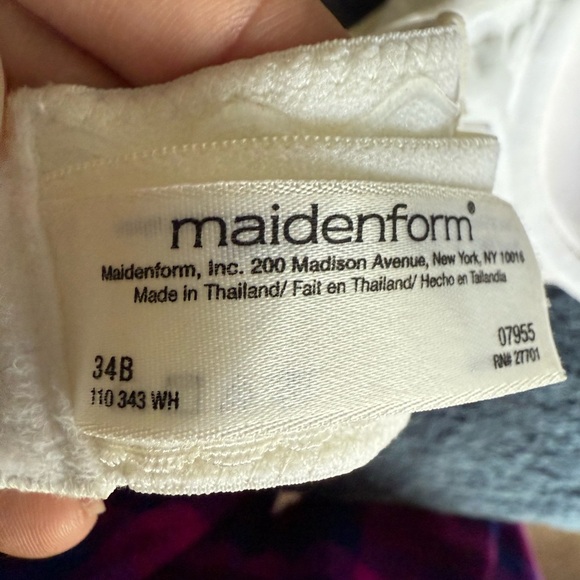 maidenform®
Maidenform, Inc. 200 Madison Avenue, New York, NY 10016
Made in Thailand/ Fait en Thailand/ Hecho en Tailandia
07955
RN# 27701
34B
110 343 WH